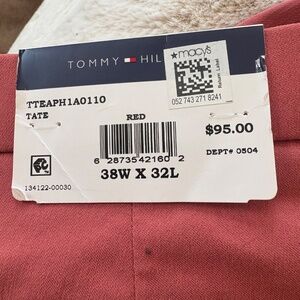 TOMMY HIL
★macy's
Return Label
052 743 271 8241
TTEAPH1A0110
TATE
RED
$95.00
6 28735 42160 2
DEPT# 0504
38W X 32L
134122-00030